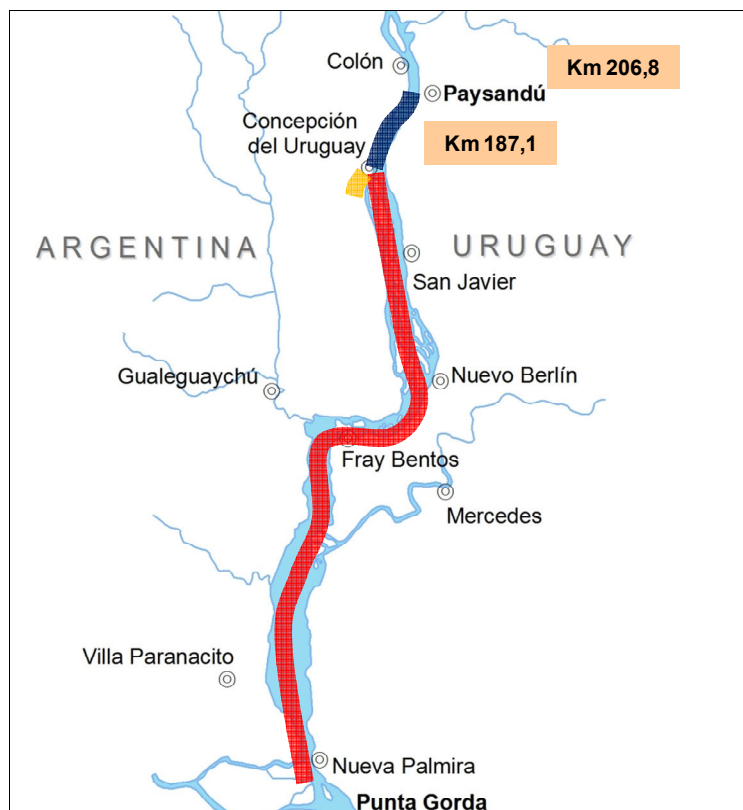 Colón
Km 206,8
Paysandú
Concepción
del Uruguay
Km 187,1
ARGENTINA
URUGUAY
San Javier
Gualeguaychú
Nuevo Berlín
Fray Bentos
Mercedes
Villa Paranacito
Nueva Palmira
Punta Gorda